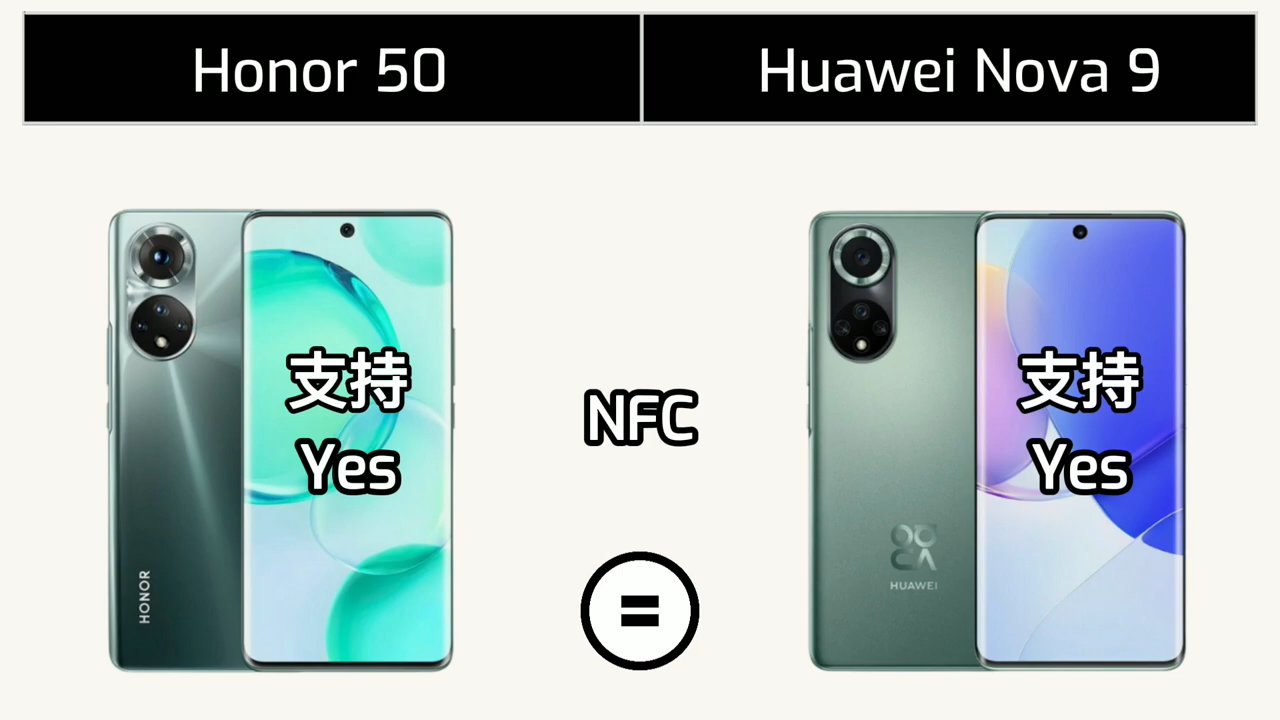 Honor 50
Huawei Nova 9
支持
Yes
HONOR
NFC
=
支持
Yes
HUAWEI